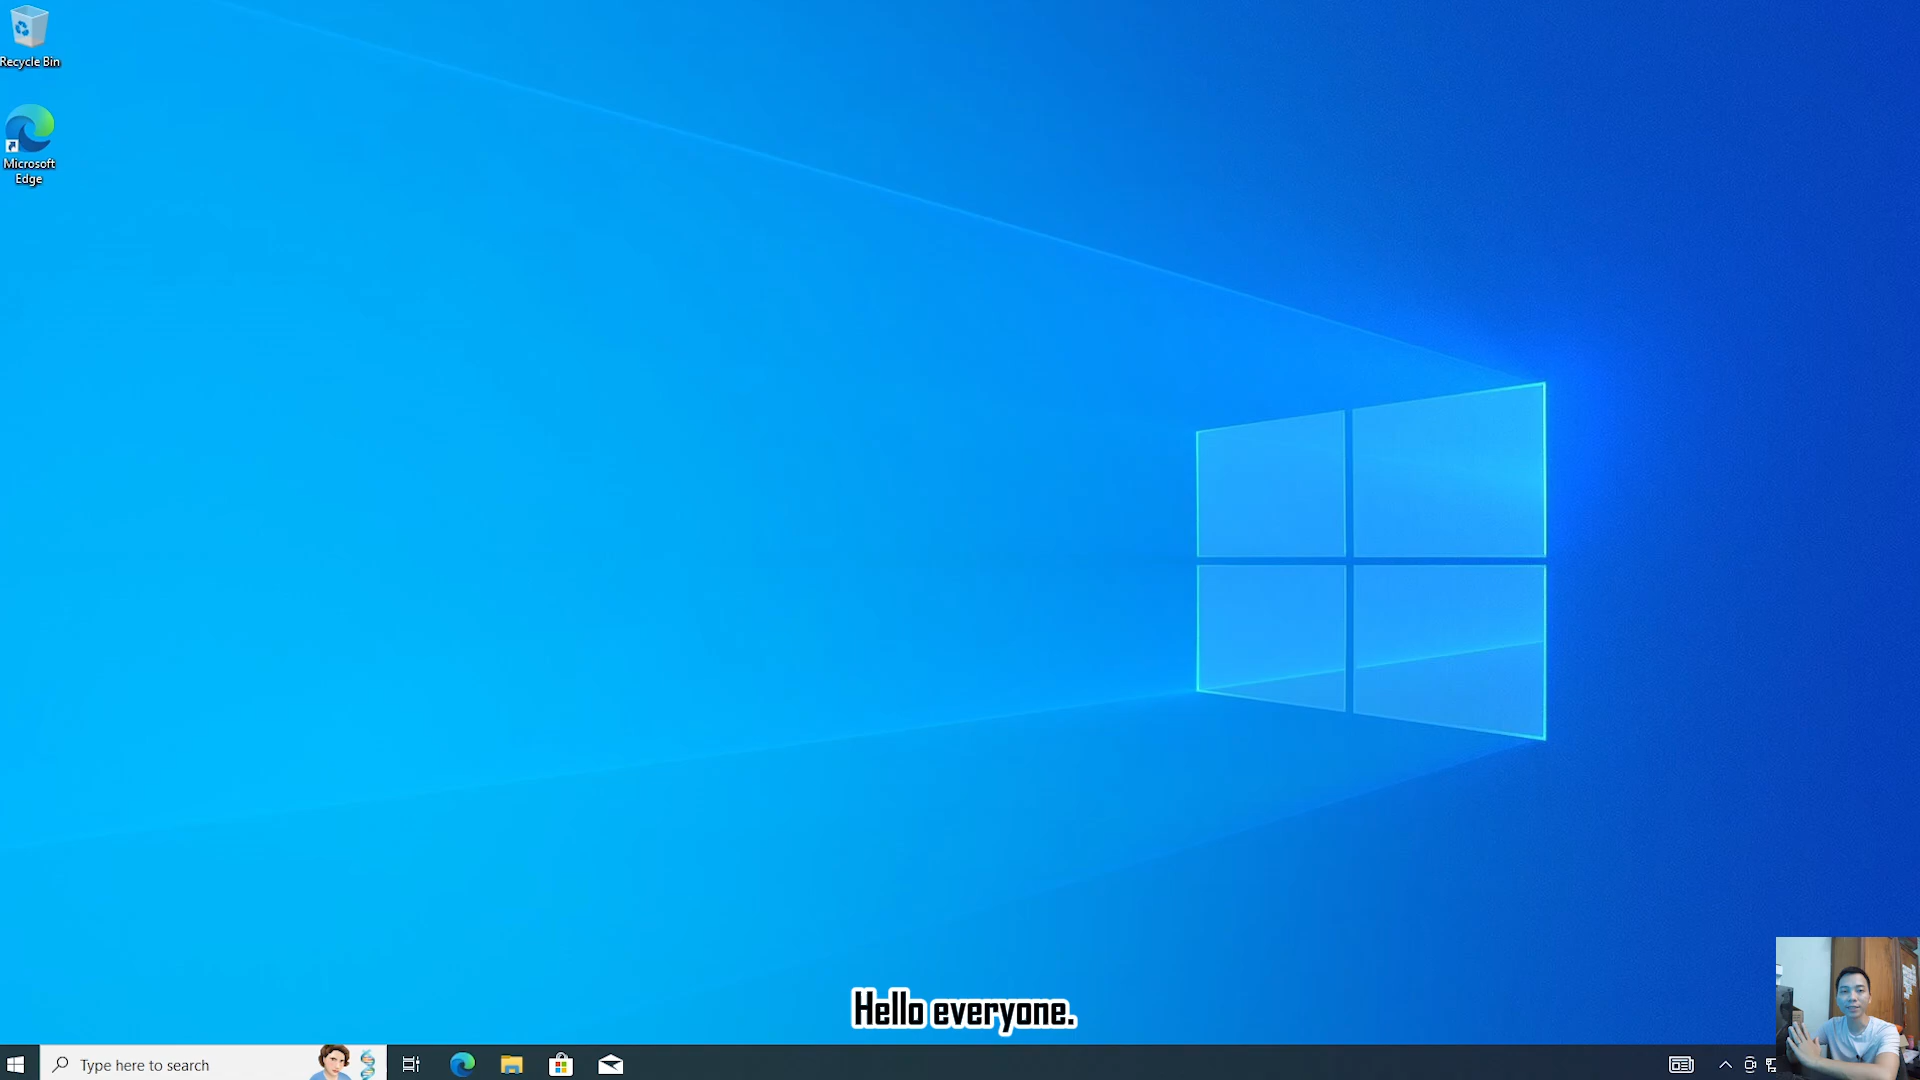 Recycle Bin
Microsoft
Edge
Hello everyone.
Type here to search